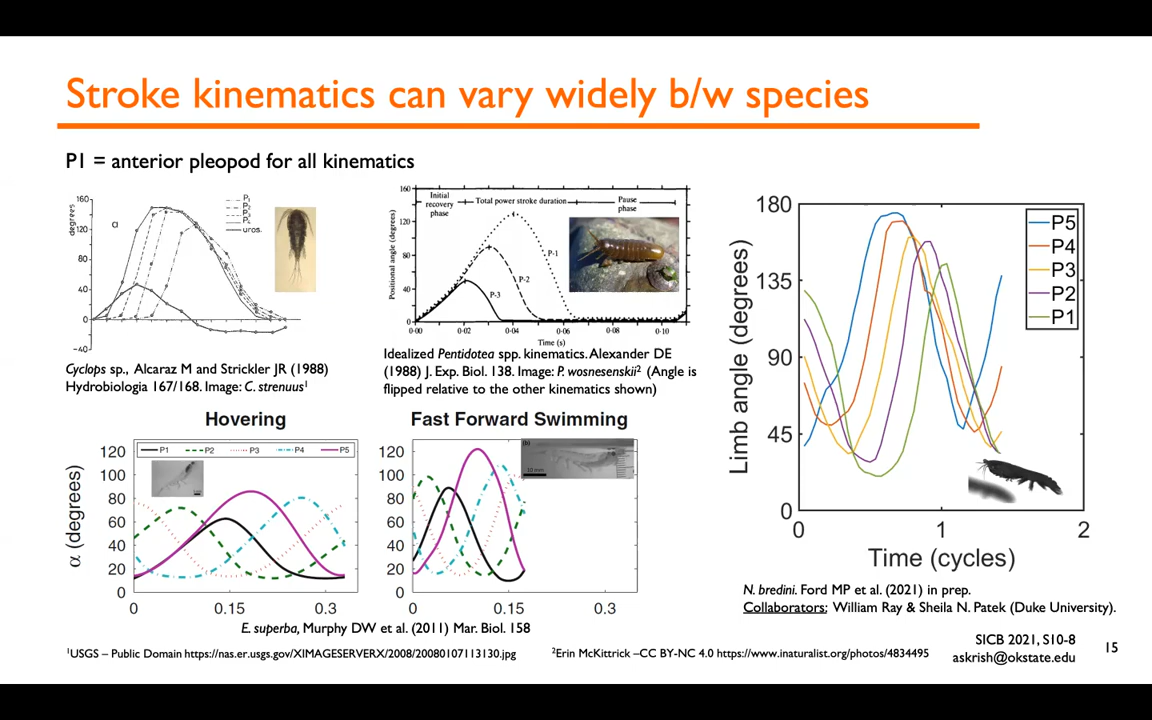 Stroke kinematics can vary widely b/w species
P1 = anterior pleopod for all kinematics
degrees
160
120
80
40
0
-40
α
P1
P2
P3
P4
uros.
Cyclops sp., Alcaraz M and Strickler JR (1988)
Hydrobiologia 167/168. Image: C. strenuus1
Positional angle (degrees)
160
120
80
40
0
Initial
recovery
phase
Total power stroke duration
Pause
phase
P-1
P-2
P-3
0·00
0·02
0·04
0·06
0·10
Time (s)
Idealized Pentidotea spp. kinematics. Alexander DE
(1988) J. Exp. Biol. 138. Image: P. wosnesenskii2 (Angle is
flipped relative to the other kinematics shown)
Hovering
α (degrees)
120
100
80
60
40
20
0
P1 P2 P3 P4 P5
0 0.15 0.3
Fast Forward Swimming
120
100
80
60
40
20
0
(b)
10 mm
0 0.15 0.3
E. superba, Murphy DW et al. (2011) Mar. Biol. 158
Limb angle (degrees)
180
135
90
45
0
P5
P4
P3
P2
P1
0 1 2
Time (cycles)
N. bredini. Ford MP et al. (2021) in prep.
Collaborators: William Ray & Sheila N. Patek (Duke University).
1USGS – Public Domain https://nas.er.usgs.gov/XIMAGESERVERX/2008/20080107113130.jpg
2Erin McKittrick –CC BY-NC 4.0 https://www.inaturalist.org/photos/4834495
SICB 2021, S10-8
askrish@okstate.edu
15